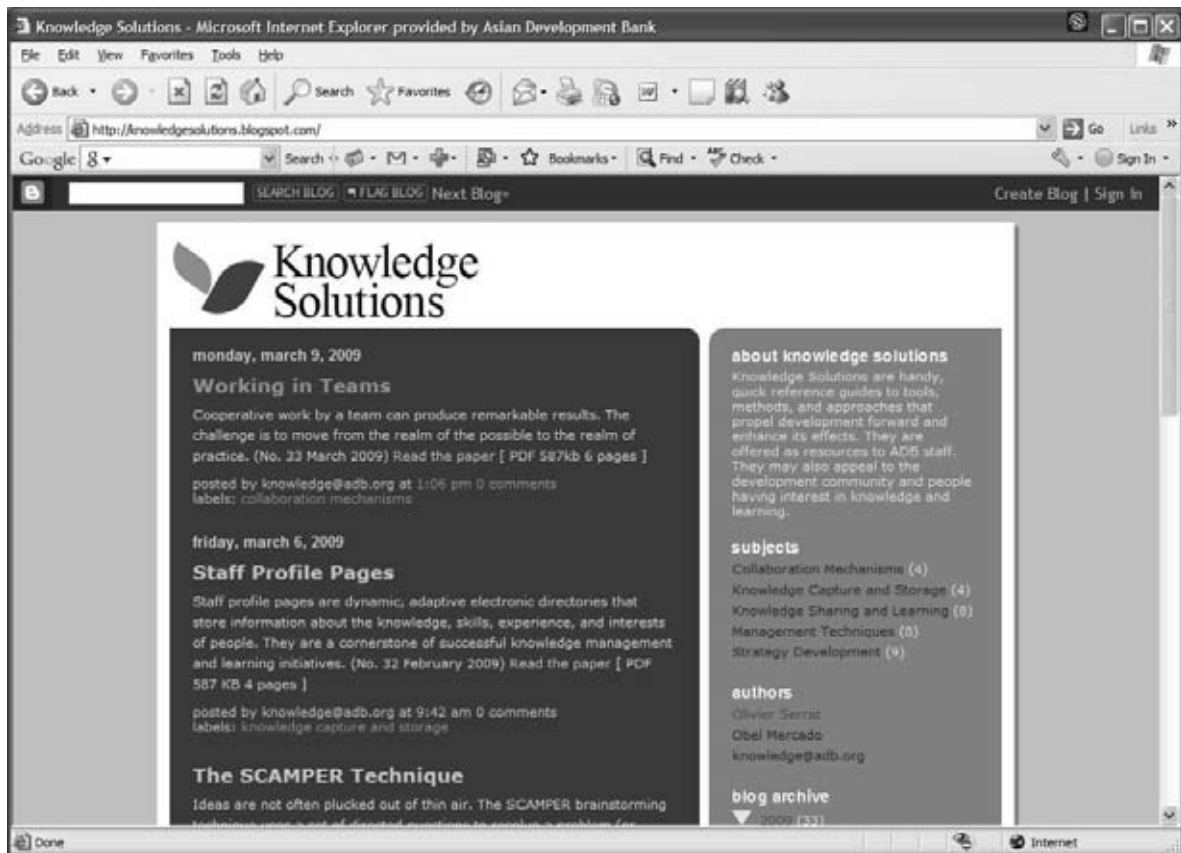 Knowledge Solutions - Microsoft Internet Explorer provided by Asian Development Bank
File Edit View Favorites Tools Help
Back Search Favorites
Address http://knowledgesolutions.blogspot.com/ Go Links »
Google Search Bookmarks Find Check Sign In
SEARCH BLOG FLAG BLOG Next Blog» Create Blog | Sign In
Knowledge
Solutions
monday, march 9, 2009
Working in Teams
Cooperative work by a team can produce remarkable results. The
challenge is to move from the realm of the possible to the realm of
practice. (No. 33 March 2009) Read the paper [ PDF 587kb 6 pages ]
posted by knowledge@adb.org at 1:06 pm 0 comments
labels: collaboration mechanisms
friday, march 6, 2009
Staff Profile Pages
Staff profile pages are dynamic, adaptive electronic directories that
store information about the knowledge, skills, experience, and interests
of people. They are a cornerstone of successful knowledge management
and learning initiatives. (No. 32 February 2009) Read the paper [ PDF
587 KB 4 pages ]
posted by knowledge@adb.org at 9:42 am 0 comments
labels: knowledge capture and storage
The SCAMPER Technique
Ideas are not often plucked out of thin air. The SCAMPER brainstorming
technique uses a set of directed questions to resolve a problem (or
about knowledge solutions
Knowledge Solutions are handy,
quick reference guides to tools,
methods, and approaches that
propel development forward and
enhance its effects. They are
offered as resources to ADB staff.
They may also appeal to the
development community and people
having interest in knowledge and
learning.
subjects
Collaboration Mechanisms (4)
Knowledge Capture and Storage (4)
Knowledge Sharing and Learning (8)
Management Techniques (8)
Strategy Development (9)
authors
Olivier Serrat
Obel Mercado
knowledge@adb.org
blog archive
2009 (33)
Done Internet